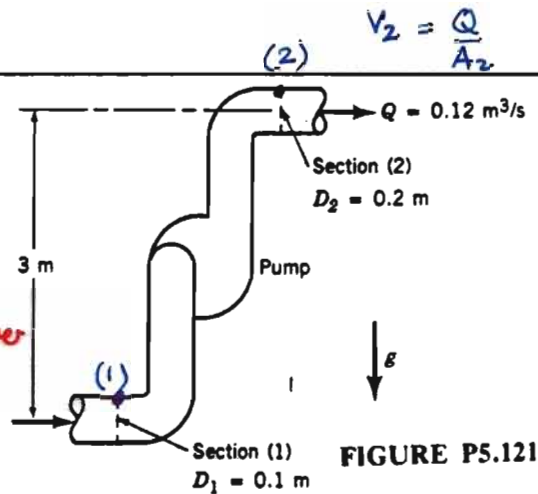 V₂ = Q/A₂
(2)
Q = 0.12 m³/s
Section (2)
D₂ = 0.2 m
3 m
Pump
g
(1)
Section (1)
D₁ = 0.1 m
FIGURE P5.121